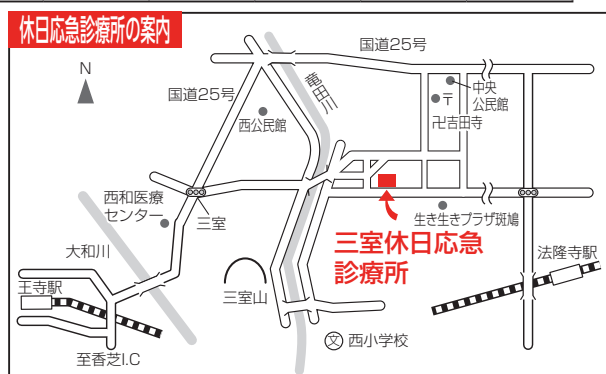 休日応急診療所の案内
国道25号
N
竜田川
国道25号
中央
公民館
〒
卍吉田寺
西公民館
西和医療
センター
三室
生き生きプラザ斑鳩
三室休日応急
診療所
大和川
法隆寺駅
王寺駅
三室山
文 西小学校
至香芝I.C